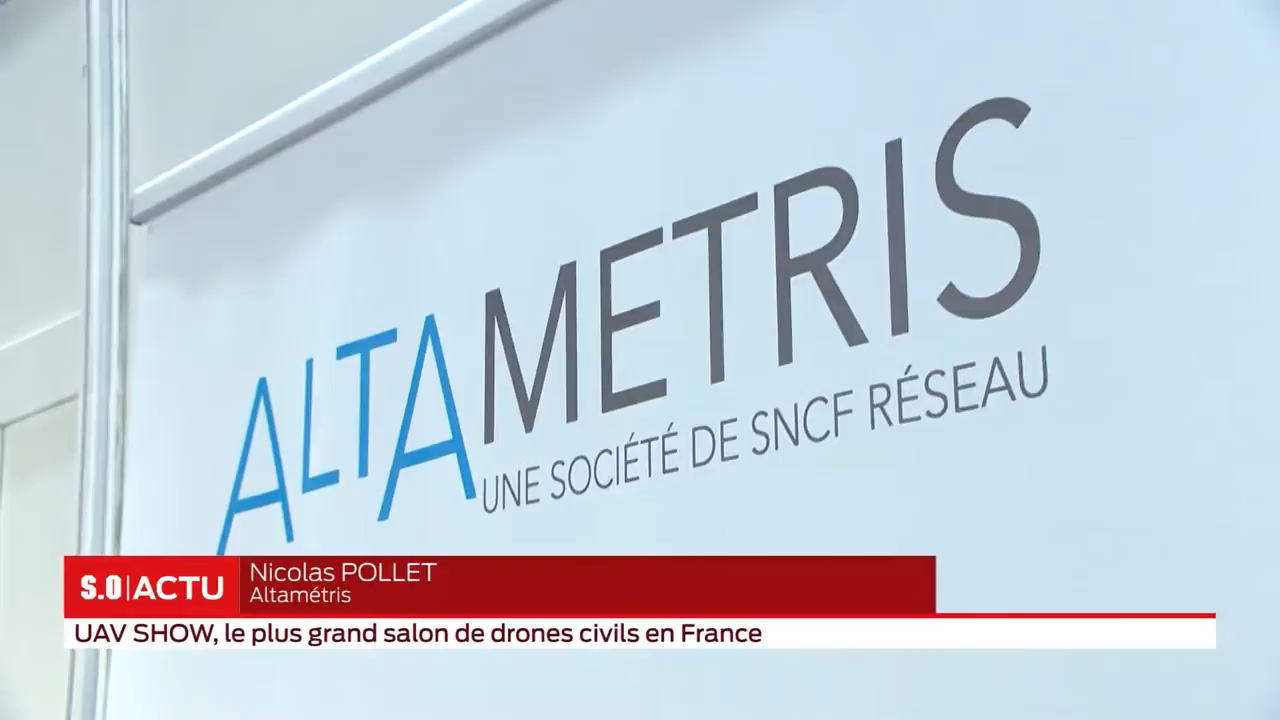 ALTAMETRIS
UNE SOCIÉTÉ DE SNCF RÉSEAU
S.O|ACTU
Nicolas POLLET
Altamétris
UAV SHOW, le plus grand salon de drones civils en France